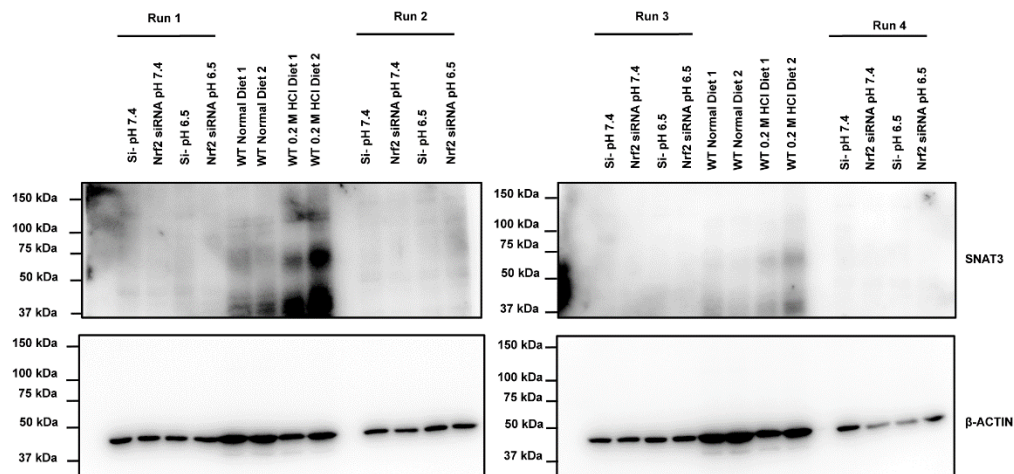 Run 1
Run 2
Run 3
Run 4
Si- pH 7.4
Nrf2 siRNA pH 7.4
Si- pH 6.5
Nrf2 siRNA pH 6.5
WT Normal Diet 1
WT Normal Diet 2
WT 0.2 M HCl Diet 1
WT 0.2 M HCl Diet 2
Si- pH 7.4
Nrf2 siRNA pH 7.4
Si- pH 6.5
Nrf2 siRNA pH 6.5
Si- pH 7.4
Nrf2 siRNA pH 7.4
Si- pH 6.5
Nrf2 siRNA pH 6.5
WT Normal Diet 1
WT Normal Diet 2
WT 0.2 M HCl Diet 1
WT 0.2 M HCl Diet 2
Si- pH 7.4
Nrf2 siRNA pH 7.4
Si- pH 6.5
Nrf2 siRNA pH 6.5
150 kDa
100 kDa
75 kDa
50 kDa
37 kDa
150 kDa
100 kDa
75 kDa
50 kDa
37 kDa
SNAT3
150 kDa
100 kDa
75 kDa
50 kDa
37 kDa
150 kDa
100 kDa
75 kDa
50 kDa
37 kDa
β-ACTIN